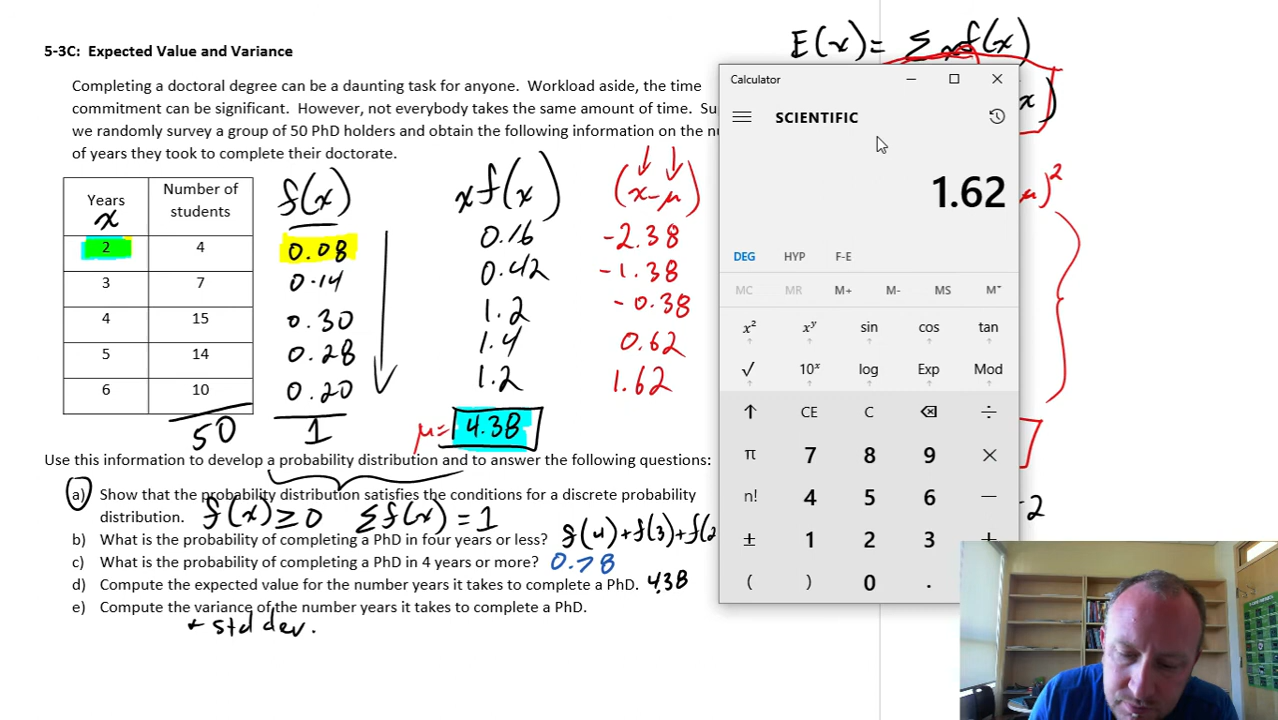 5-3C: Expected Value and Variance
E(x) = Σ xf(x)
Completing a doctoral degree can be a daunting task for anyone. Workload aside, the time
commitment can be significant. However, not everybody takes the same amount of time. Su
we randomly survey a group of 50 PhD holders and obtain the following information on the nu
of years they took to complete their doctorate.
x)
Years x | Number of students | f(x) | xf(x) | (x-μ) | μ)²
2 | 4 | 0.08 | 0.16 | -2.38
3 | 7 | 0.14 | 0.42 | -1.38
4 | 15 | 0.30 | 1.2 | -0.38
5 | 14 | 0.28 | 1.4 | 0.62
6 | 10 | 0.20 | 1.2 | 1.62
50 | 1 | μ= 4.38
Use this information to develop a probability distribution and to answer the following questions:
a) Show that the probability distribution satisfies the conditions for a discrete probability
distribution. f(x) ≥ 0 Σf(x) = 1
b) What is the probability of completing a PhD in four years or less? f(4)+f(3)+f(2
c) What is the probability of completing a PhD in 4 years or more? 0.78
d) Compute the expected value for the number years it takes to complete a PhD. 4.38
e) Compute the variance of the number years it takes to complete a PhD.
+ std dev.
Calculator
SCIENTIFIC
1.62
DEG HYP F-E
MC MR M+ M- MS M˅
x² xʸ sin cos tan
√ 10ˣ log Exp Mod
↑ CE C ⌫ ÷
π 7 8 9 ×
n! 4 5 6 −
± 1 2 3 +
( ) 0 .
2